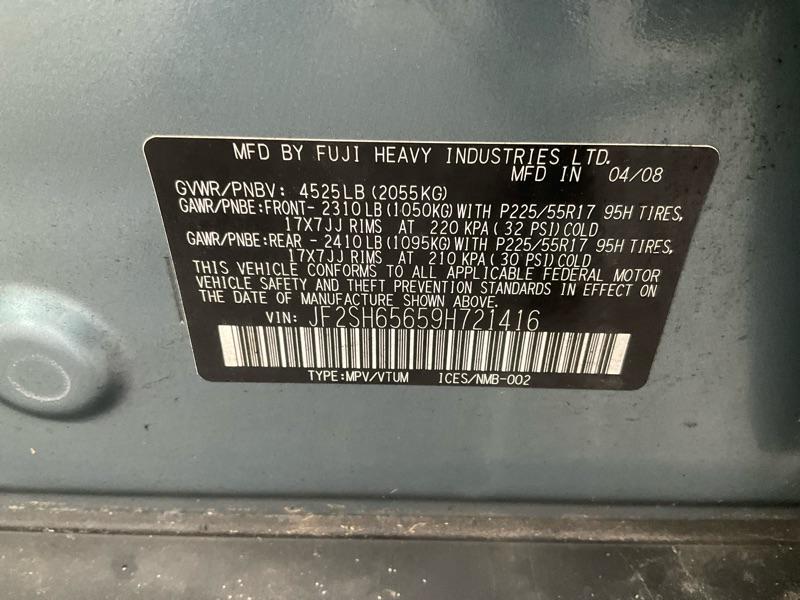 MFD BY FUJI HEAVY INDUSTRIES LTD.
MFD IN 04/08
GVWR/PNBV: 4525LB(2055KG)
GAWR/PNBE:FRONT- 2310LB(1050KG)WITH P225/55R17 95H TIRES,
17X7JJ RIMS AT 220 KPA( 32 PSI)COLD
GAWR/PNBE:REAR - 2410LB(1095KG)WITH P225/55R17 95H TIRES,
17X7JJ RIMS AT 210 KPA( 30 PSI)COLD
THIS VEHICLE CONFORMS TO ALL APPLICABLE FEDERAL MOTOR
VEHICLE SAFETY AND THEFT PREVENTION STANDARDS IN EFFECT ON
THE DATE OF MANUFACTURE SHOWN ABOVE.
VIN: JF2SH65659H721416
TYPE:MPV/VTUM ICES/NMB-002